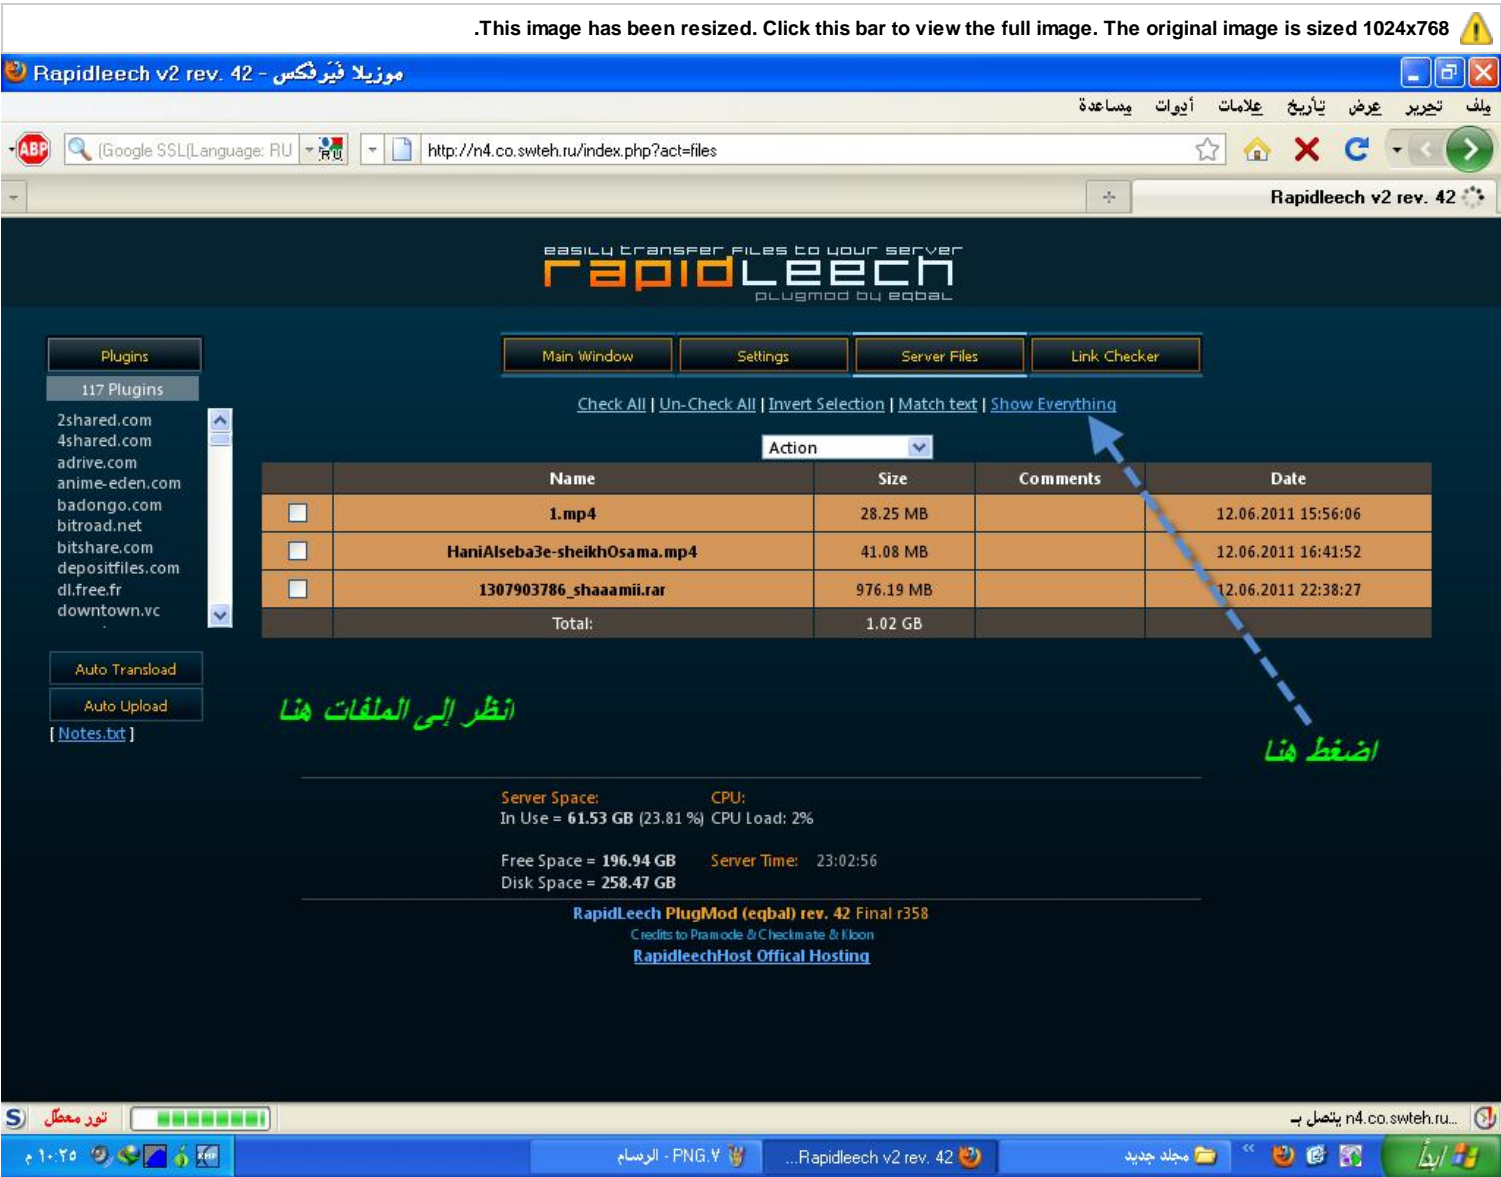 .This image has been resized. Click this bar to view the full image. The original image is sized 1024x768
Rapidleech v2 rev. 42 - موزيلا فَيَرفُكس
ملف تحرير عرض تأريخ علامات أدوات مساعدة
ABP
(Google SSL(Language: RU
RU
http://n4.co.swteh.ru/index.php?act=files
Rapidleech v2 rev. 42
easily transfer files to your server
rapidleech
plugmod by eqbal
Plugins
Main Window
Settings
Server Files
Link Checker
117 Plugins
Check All | Un-Check All | Invert Selection | Match text | Show Everything
2shared.com
4shared.com
adrive.com
anime-eden.com
badongo.com
bitroad.net
bitshare.com
depositfiles.com
dl.free.fr
downtown.vc
Action
Name Size Comments Date
1.mp4 28.25 MB 12.06.2011 15:56:06
HaniAlseba3e-sheikhOsama.mp4 41.08 MB 12.06.2011 16:41:52
1307903786_shaaamii.rar 976.19 MB 12.06.2011 22:38:27
Total: 1.02 GB
Auto Transload
Auto Upload
[ Notes.txt ]
انظر إلى الملفات هنا
اضغط هنا
Server Space: CPU:
In Use = 61.53 GB (23.81 %) CPU Load: 2%
Free Space = 196.94 GB Server Time: 23:02:56
Disk Space = 258.47 GB
RapidLeech PlugMod (eqbal) rev. 42 Final r358
Credits to Pramode & Checkmate & Kloon
RapidleechHost Offical Hosting
تور معطّل
يتصل بـ n4.co.swteh.ru...
ابدأ
مجلد جديد
...Rapidleech v2 rev. 42
PNG.٧ - الرسام
١٠:٢٥ م